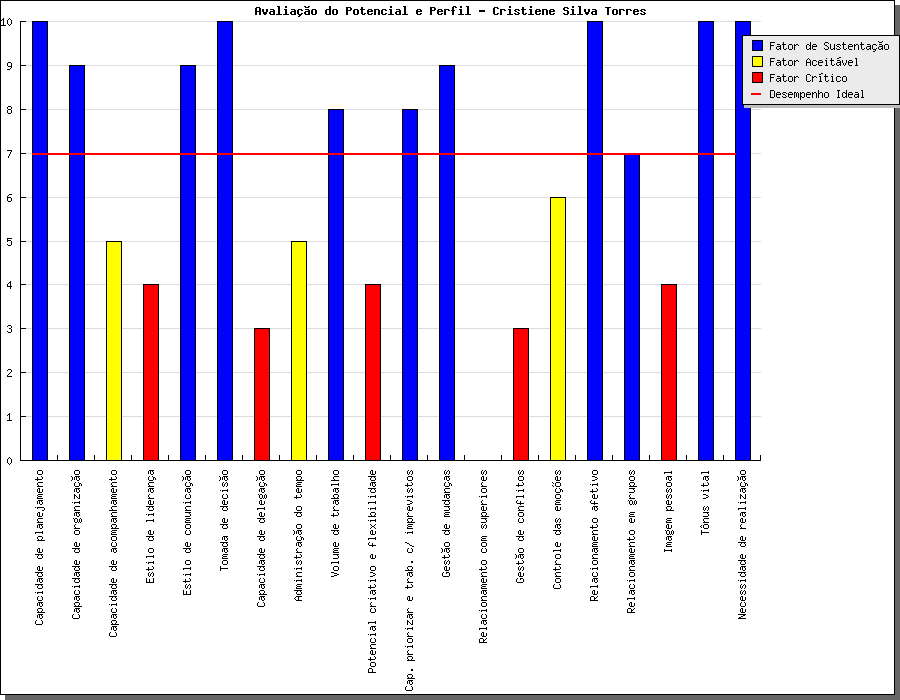 Avaliação do Potencial e Perfil - Cristiene Silva Torres
Fator de Sustentação
Fator Aceitável
Fator Crítico
Desempenho Ideal
10
9
8
7
6
5
4
3
2
1
0
Capacidade de planejamento
Capacidade de organização
Capacidade de acompanhamento
Estilo de liderança
Estilo de comunicação
Tomada de decisão
Capacidade de delegação
Administração do tempo
Volume de trabalho
Potencial criativo e flexibilidade
Cap. priorizar e trab. c/ imprevistos
Gestão de mudanças
Relacionamento com superiores
Gestão de conflitos
Controle das emoções
Relacionamento afetivo
Relacionamento em grupos
Imagem pessoal
Tônus vital
Necessidade de realização